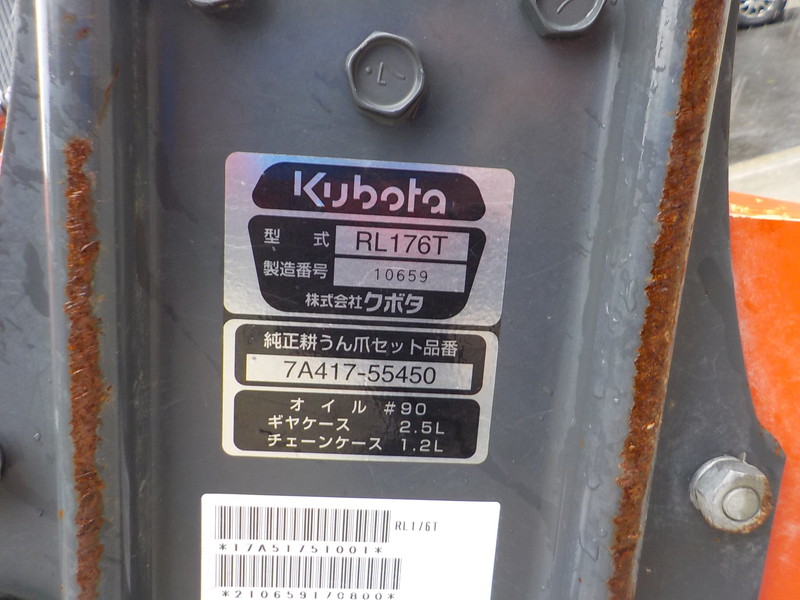 Kubota
型式 RL176T
製造番号 10659
株式会社クボタ
純正耕うん爪セット品番
7A417-55450
オイル #90
ギヤケース 2.5L
チェーンケース 1.2L
RL176T
*17A51751001*
*210659170800*